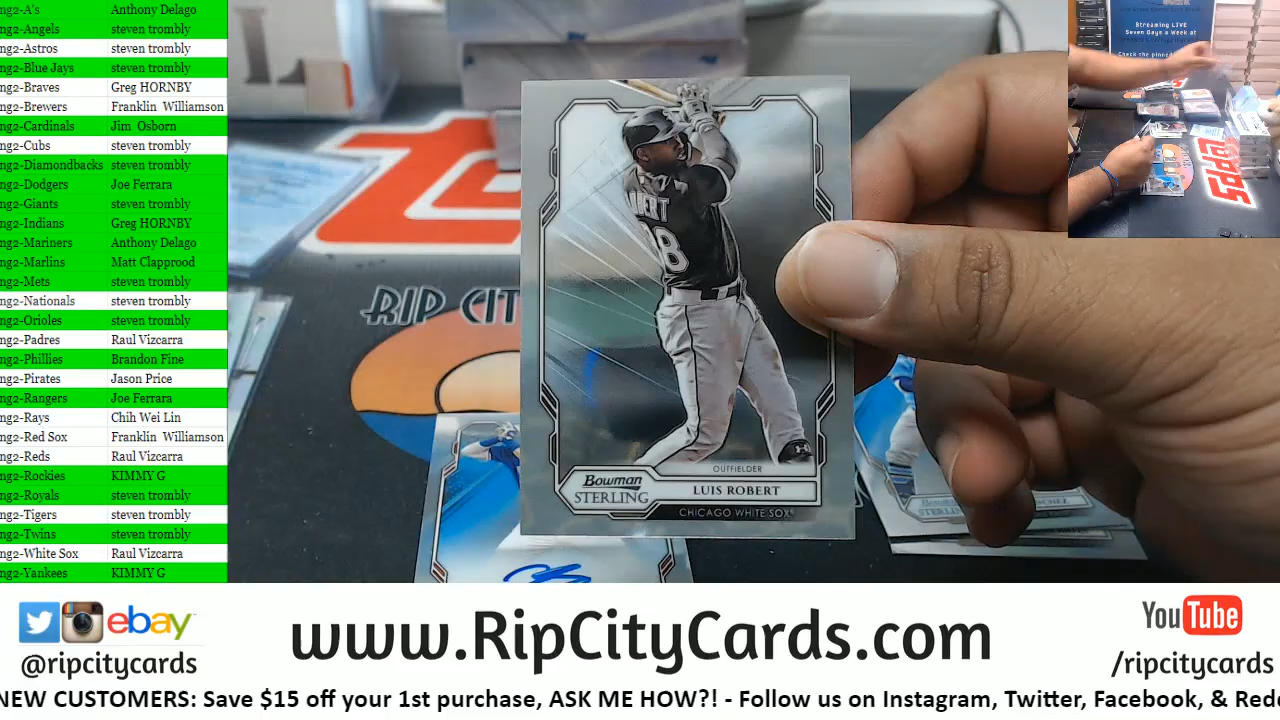 ng2-A's Anthony Delago
ng2-Angels steven trombly
ng2-Astros steven trombly
ng2-Blue Jays steven trombly
ng2-Braves Greg HORNBY
ng2-Brewers Franklin Williamson
ng2-Cardinals Jim Osborn
ng2-Cubs steven trombly
ng2-Diamondbacks steven trombly
ng2-Dodgers Joe Ferrara
ng2-Giants steven trombly
ng2-Indians Greg HORNBY
ng2-Mariners Anthony Delago
ng2-Marlins Matt Clapprood
ng2-Mets steven trombly
ng2-Nationals steven trombly
ng2-Orioles steven trombly
ng2-Padres Raul Vizcarra
ng2-Phillies Brandon Fine
ng2-Pirates Jason Price
ng2-Rangers Joe Ferrara
ng2-Rays Chih Wei Lin
ng2-Red Sox Franklin Williamson
ng2-Reds Raul Vizcarra
ng2-Rockies KIMMY G
ng2-Royals steven trombly
ng2-Tigers steven trombly
ng2-Twins steven trombly
ng2-White Sox Raul Vizcarra
ng2-Yankees KIMMY G
RIP CIT
BERT
8
OUTFIELDER
Bowman
STERLING
LUIS ROBERT
CHICAGO WHITE SOX
Streaming LIVE
Seven Days a Week at
Check the pinned
TOPPS
ebay
@ripcitycards
www.RipCityCards.com
YouTube
/ripcitycards
NEW CUSTOMERS: Save $15 off your 1st purchase, ASK ME HOW?! - Follow us on Instagram, Twitter, Facebook, & Redd